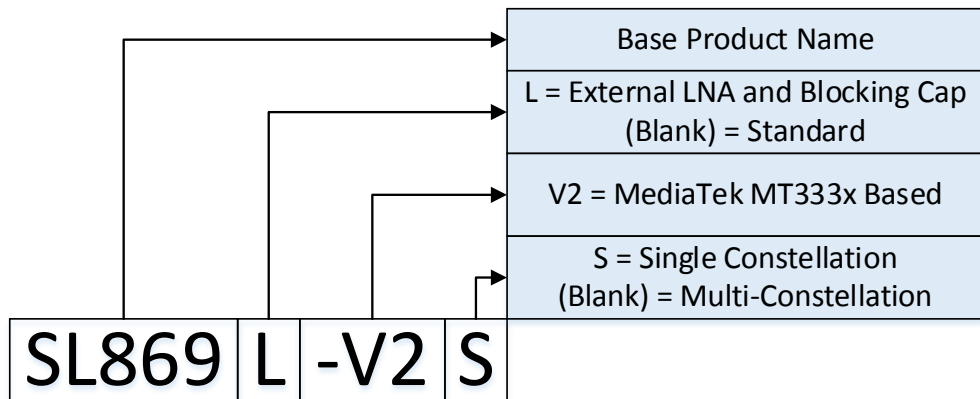 Base Product Name
L = External LNA and Blocking Cap
(Blank) = Standard
V2 = MediaTek MT333x Based
S = Single Constellation
(Blank) = Multi-Constellation
SL869 L -V2 S